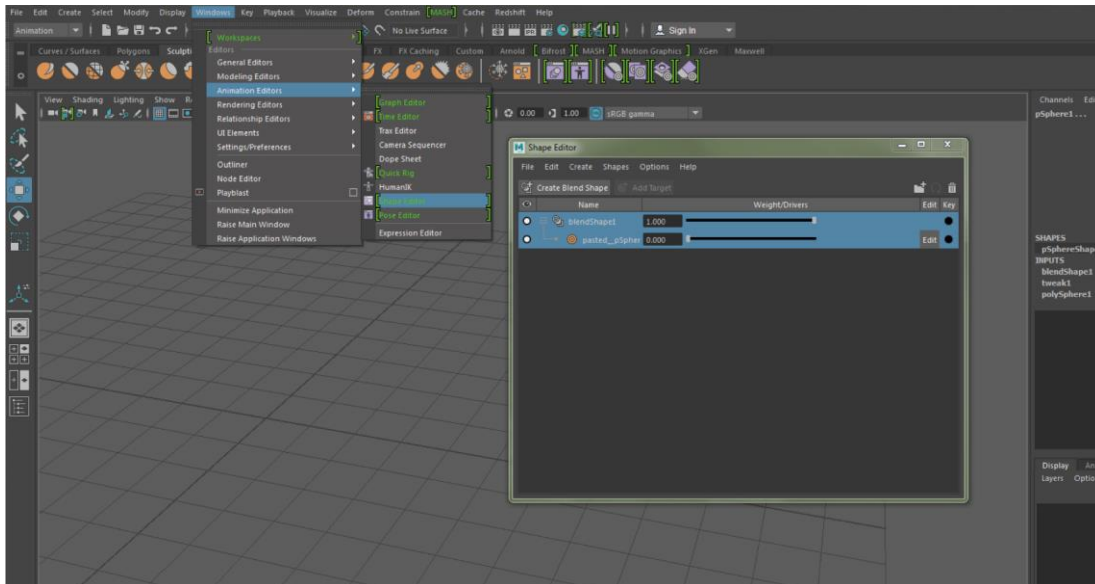 File Edit Create Select Modify Display Windows Key Playback Visualize Deform Constrain [MASH] Cache Redshift Help
Animation No Live Surface Sign In
Curves / Surfaces Polygons Sculpti FX FX Caching Custom Arnold [ Bifrost ][ MASH ][ Motion Graphics ] XGen Maxwell
View Shading Lighting Show R 0.00 1.00 sRGB gamma
Workspaces
Editors
General Editors
Modeling Editors
Animation Editors
Rendering Editors
Relationship Editors
UI Elements
Settings/Preferences
Outliner
Node Editor
Playblast
Minimize Application
Raise Main Window
Raise Application Windows
Graph Editor
Time Editor
Trax Editor
Camera Sequencer
Dope Sheet
Quick Rig
HumanIK
Shape Editor
Pose Editor
Expression Editor
Shape Editor
File Edit Create Shapes Options Help
Create Blend Shape Add Target
Name Weight/Drivers Edit Key
blendShape1 1.000
pasted__pSpher 0.000 Edit
Channels Edi
pSphere1 ...
SHAPES
pSphereShap
INPUTS
blendShape1
tweak1
polySphere1
Display An
Layers Optio